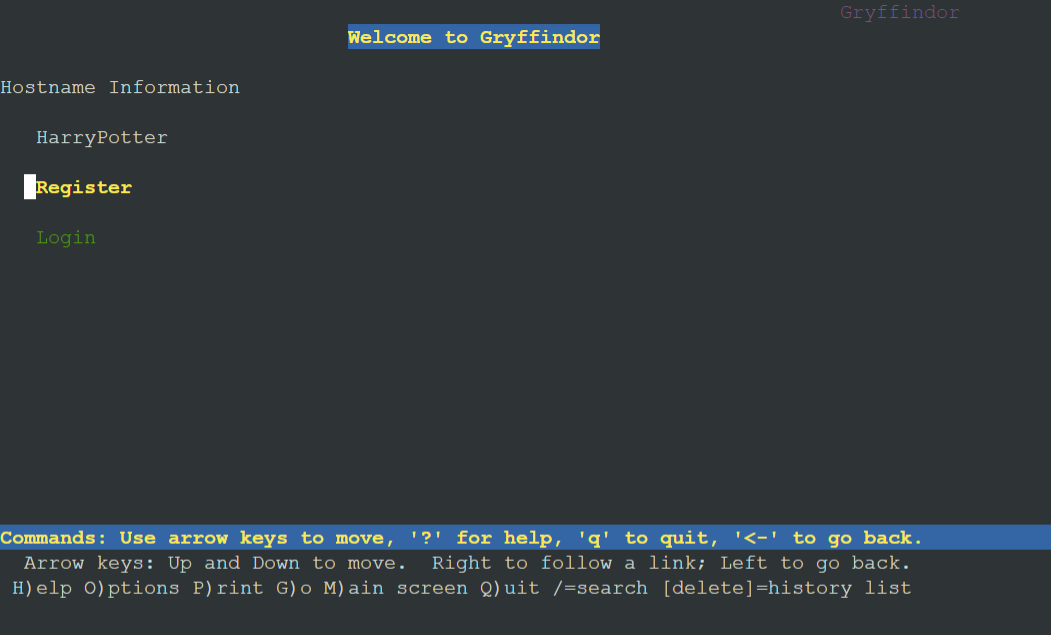 Gryffindor
Welcome to Gryffindor
Hostname Information
HarryPotter
Register
Login
Commands: Use arrow keys to move, '?' for help, 'q' to quit, '<-' to go back.
Arrow keys: Up and Down to move.  Right to follow a link; Left to go back.
H)elp O)ptions P)rint G)o M)ain screen Q)uit /=search [delete]=history list